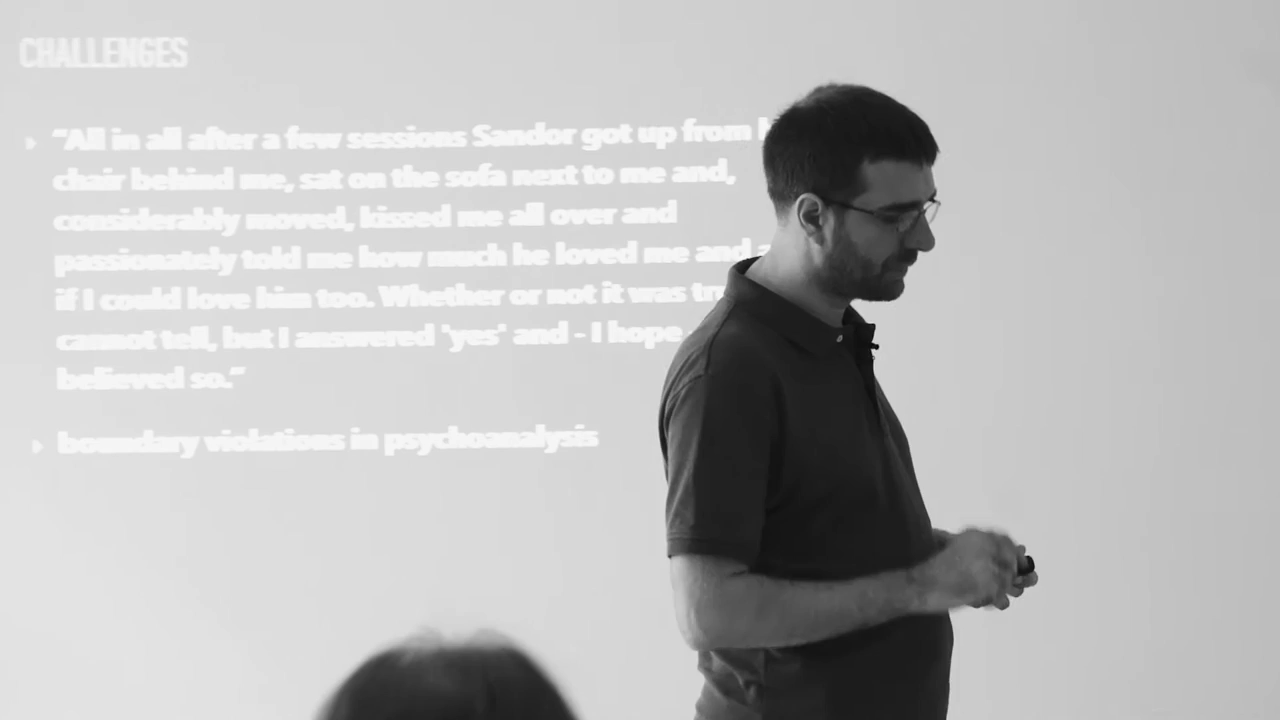 CHALLENGES
“All in all after a few sessions Sandor got up from
chair behind me, sat on the sofa next to me and,
considerably moved, kissed me all over and
passionately told me how much he loved me and
if I could love him too. Whether or not it was
cannot tell, but I answered 'yes' and - I hope
believed so.”
boundary violations in psychoanalysis